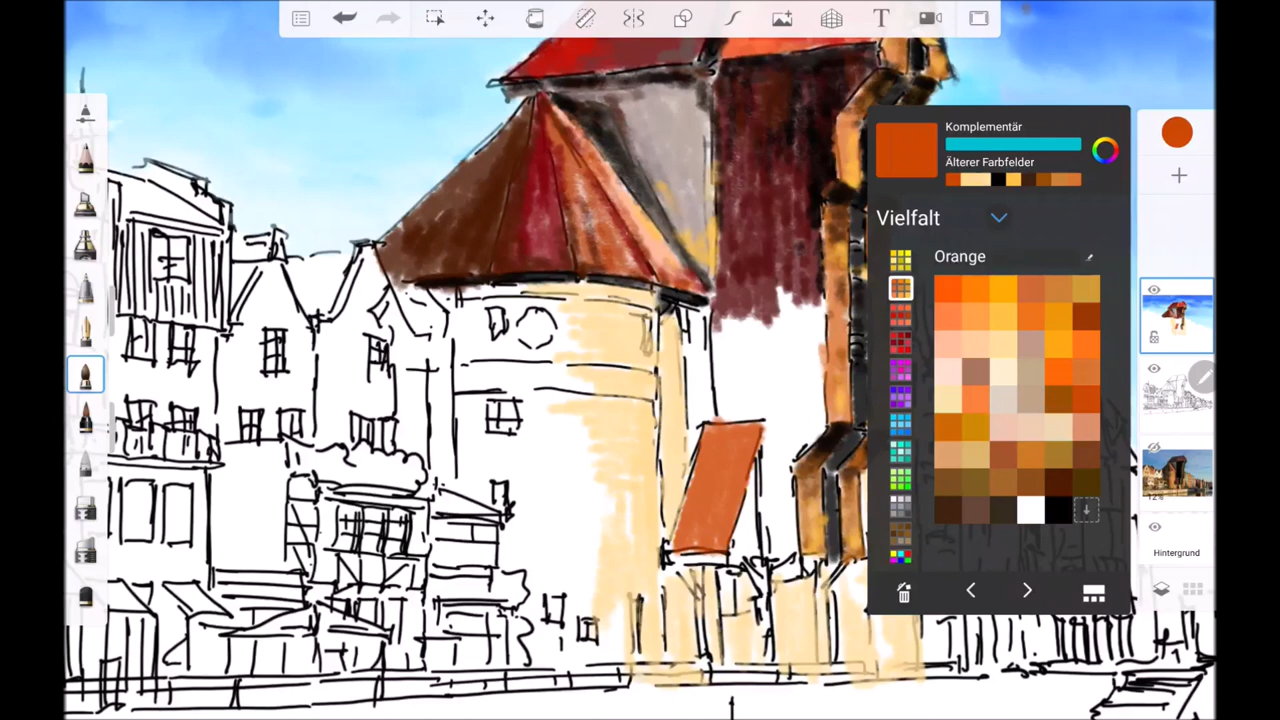 T
Komplementär
Älterer Farbfelder
Vielfalt
Orange
Hintergrund